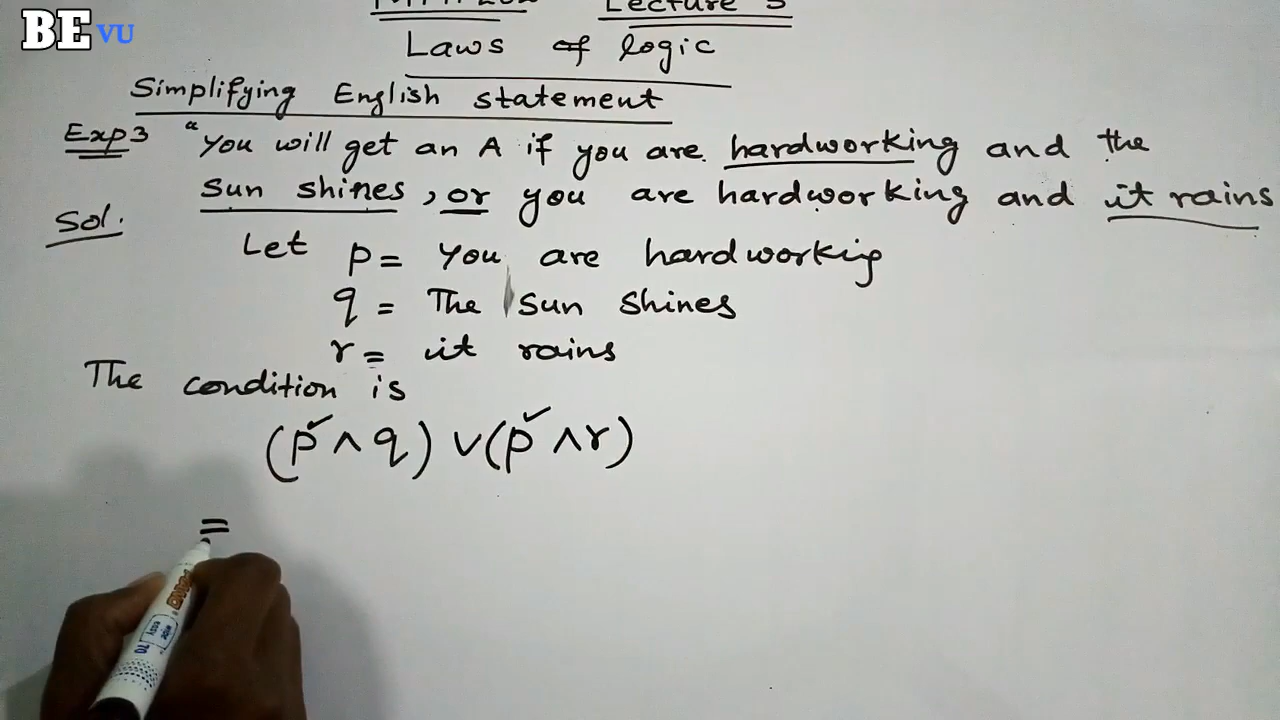 BE VU
Lecture 3
Laws of logic
Simplifying English statement
Exp3 "You will get an A if you are hardworking and the
sun shines, or you are hardworking and it rains
Sol.
Let p = You are hardworkig
q = The sun shines
r = it rains
The condition is
(p ∧ q) ∨ (p ∧ r)
≡